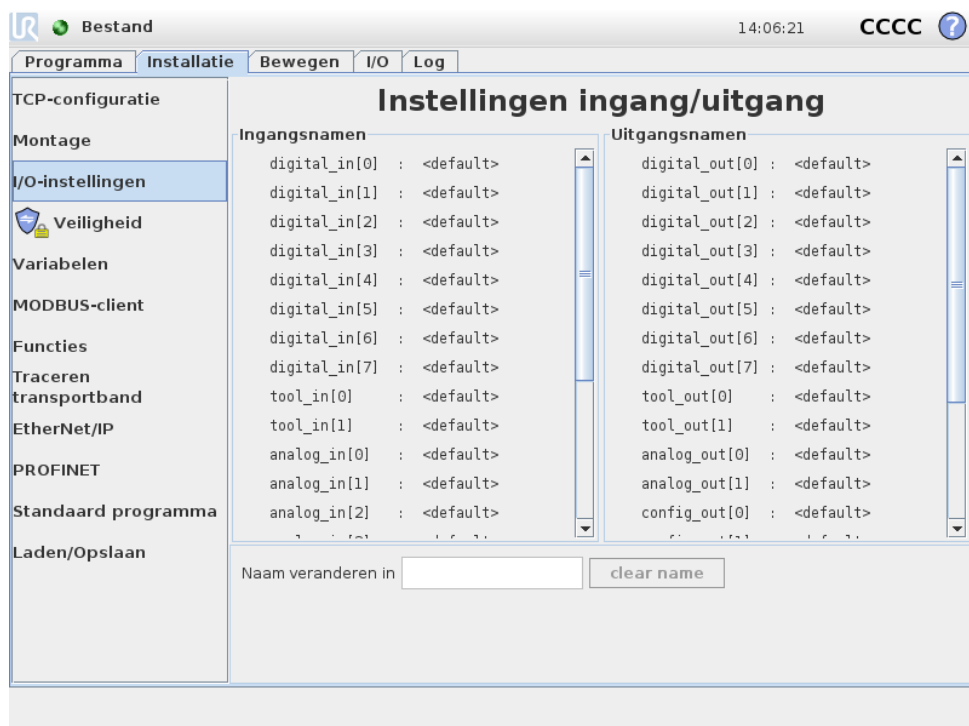 UR Bestand 14:06:21 CCCC ?
Programma Installatie Bewegen I/O Log
TCP-configuratie
Montage
I/O-instellingen
Veiligheid
Variabelen
MODBUS-client
Functies
Traceren
transportband
EtherNet/IP
PROFINET
Standaard programma
Laden/Opslaan
Instellingen ingang/uitgang
Ingangsnamen
digital_in[0] : <default>
digital_in[1] : <default>
digital_in[2] : <default>
digital_in[3] : <default>
digital_in[4] : <default>
digital_in[5] : <default>
digital_in[6] : <default>
digital_in[7] : <default>
tool_in[0] : <default>
tool_in[1] : <default>
analog_in[0] : <default>
analog_in[1] : <default>
analog_in[2] : <default>
Uitgangsnamen
digital_out[0] : <default>
digital_out[1] : <default>
digital_out[2] : <default>
digital_out[3] : <default>
digital_out[4] : <default>
digital_out[5] : <default>
digital_out[6] : <default>
digital_out[7] : <default>
tool_out[0] : <default>
tool_out[1] : <default>
analog_out[0] : <default>
analog_out[1] : <default>
config_out[0] : <default>
Naam veranderen in clear name